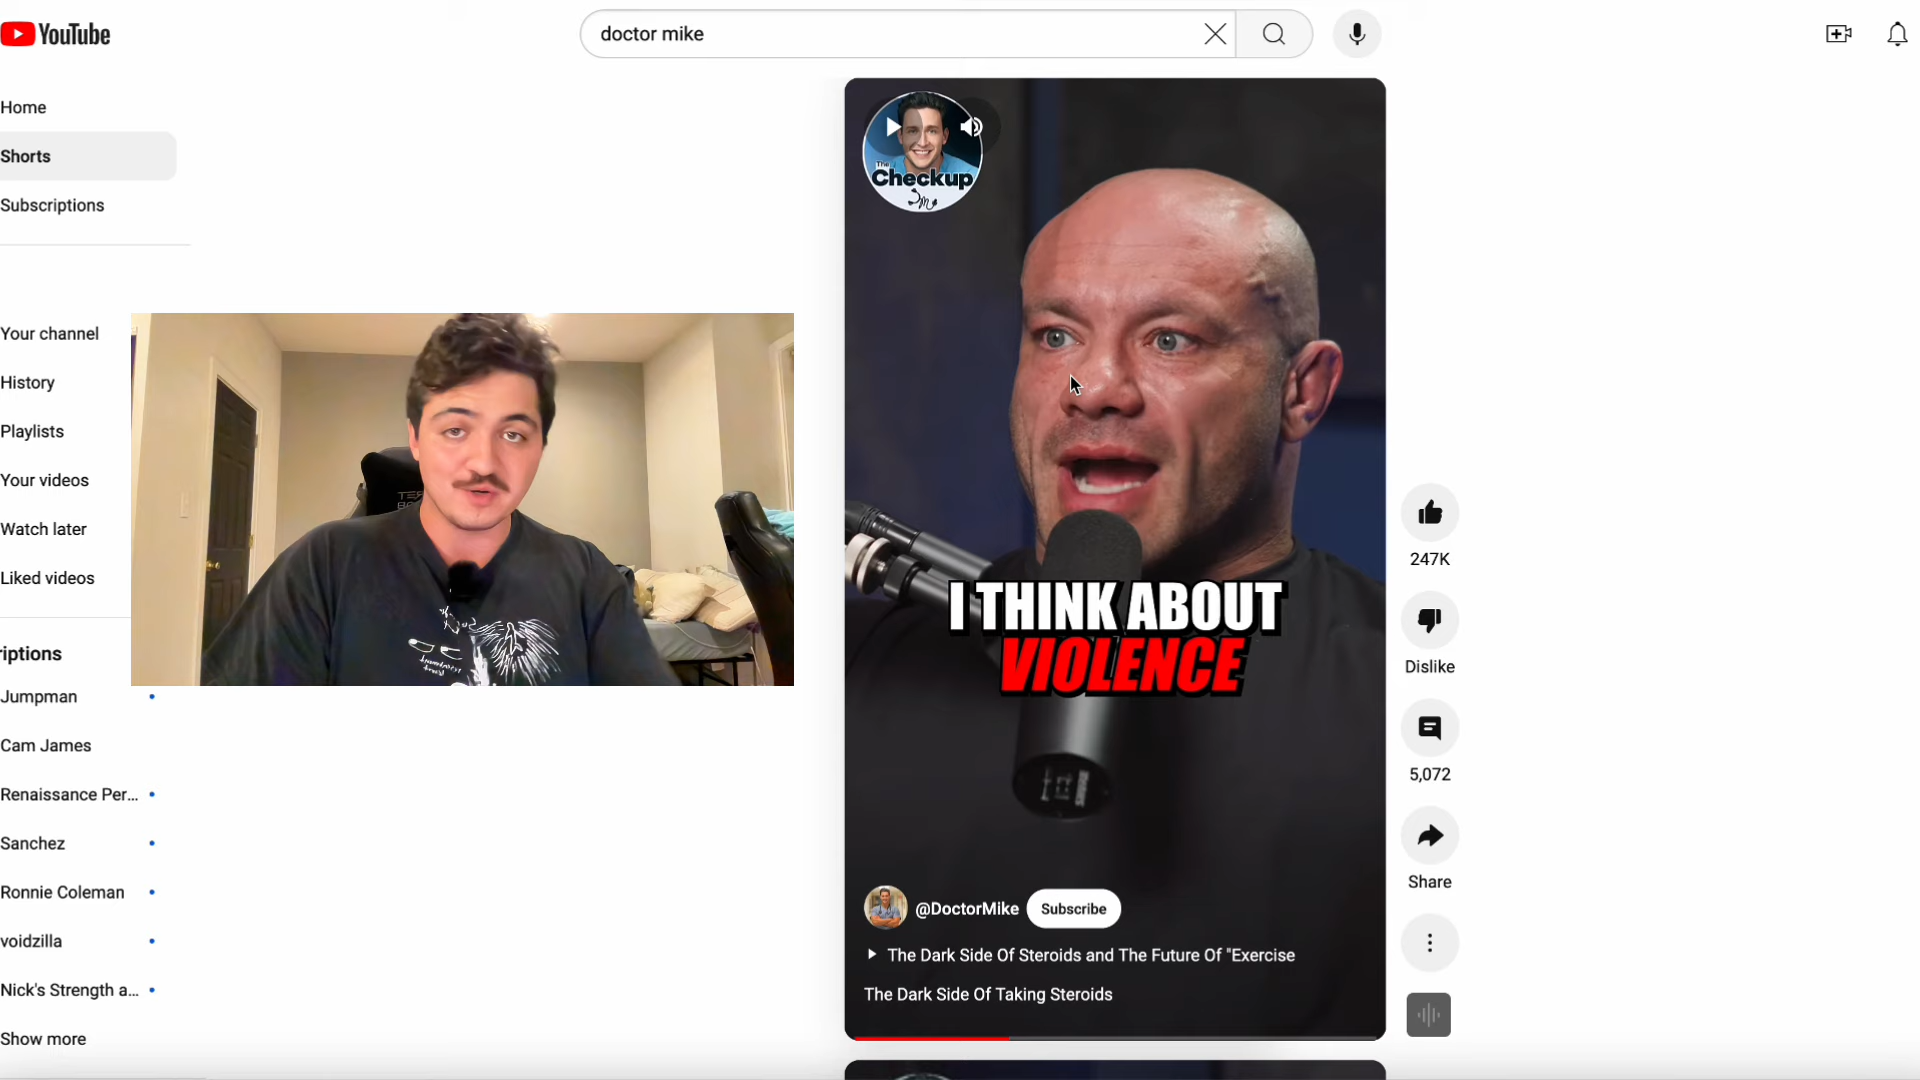 YouTube
doctor mike
Home
Shorts
Subscriptions
Your channel
History
Playlists
Your videos
Watch later
Liked videos
riptions
Jumpman
Cam James
Renaissance Per...
Sanchez
Ronnie Coleman
voidzilla
Nick's Strength a...
Show more
The
Checkup
I THINK ABOUT
VIOLENCE
@DoctorMike
Subscribe
The Dark Side Of Steroids and The Future Of "Exercise
The Dark Side Of Taking Steroids
247K
Dislike
5,072
Share